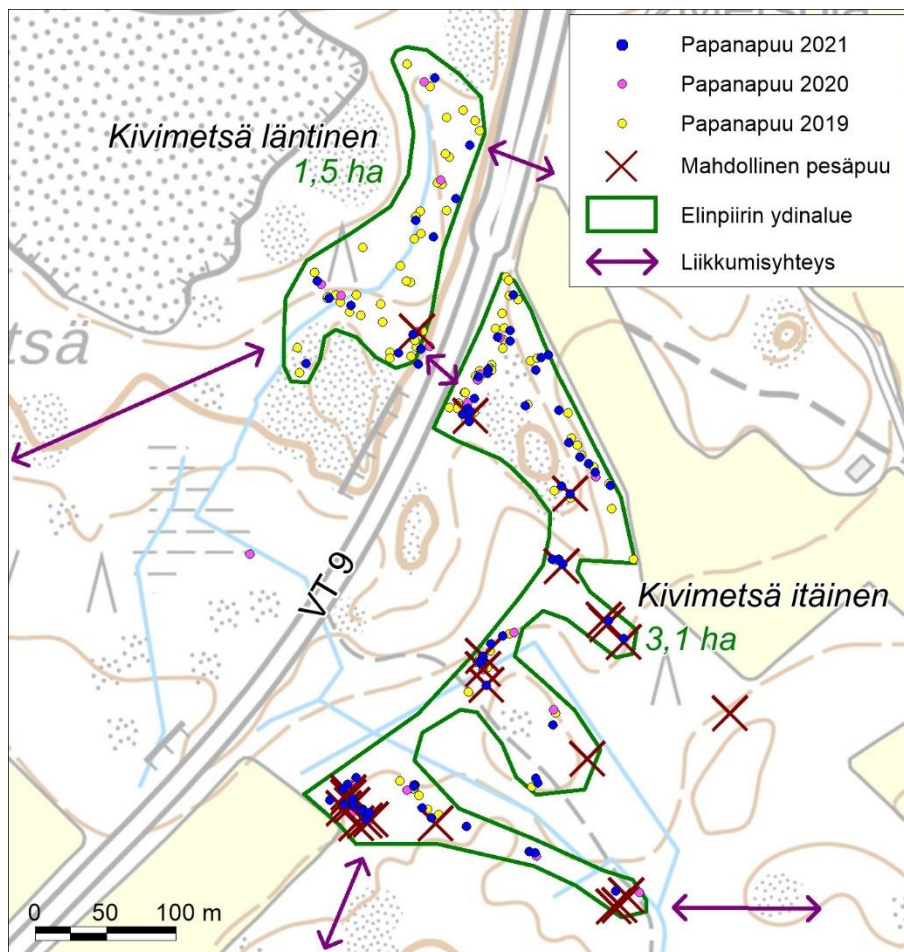 Papanapuu 2021
Papanapuu 2020
Papanapuu 2019
Mahdollinen pesäpuu
Elinpiirin ydinalue
Liikkumisyhteys
Kivimetsä läntinen
1,5 ha
tsä
VT 9
Kivimetsä itäinen
3,1 ha
0 50 100 m